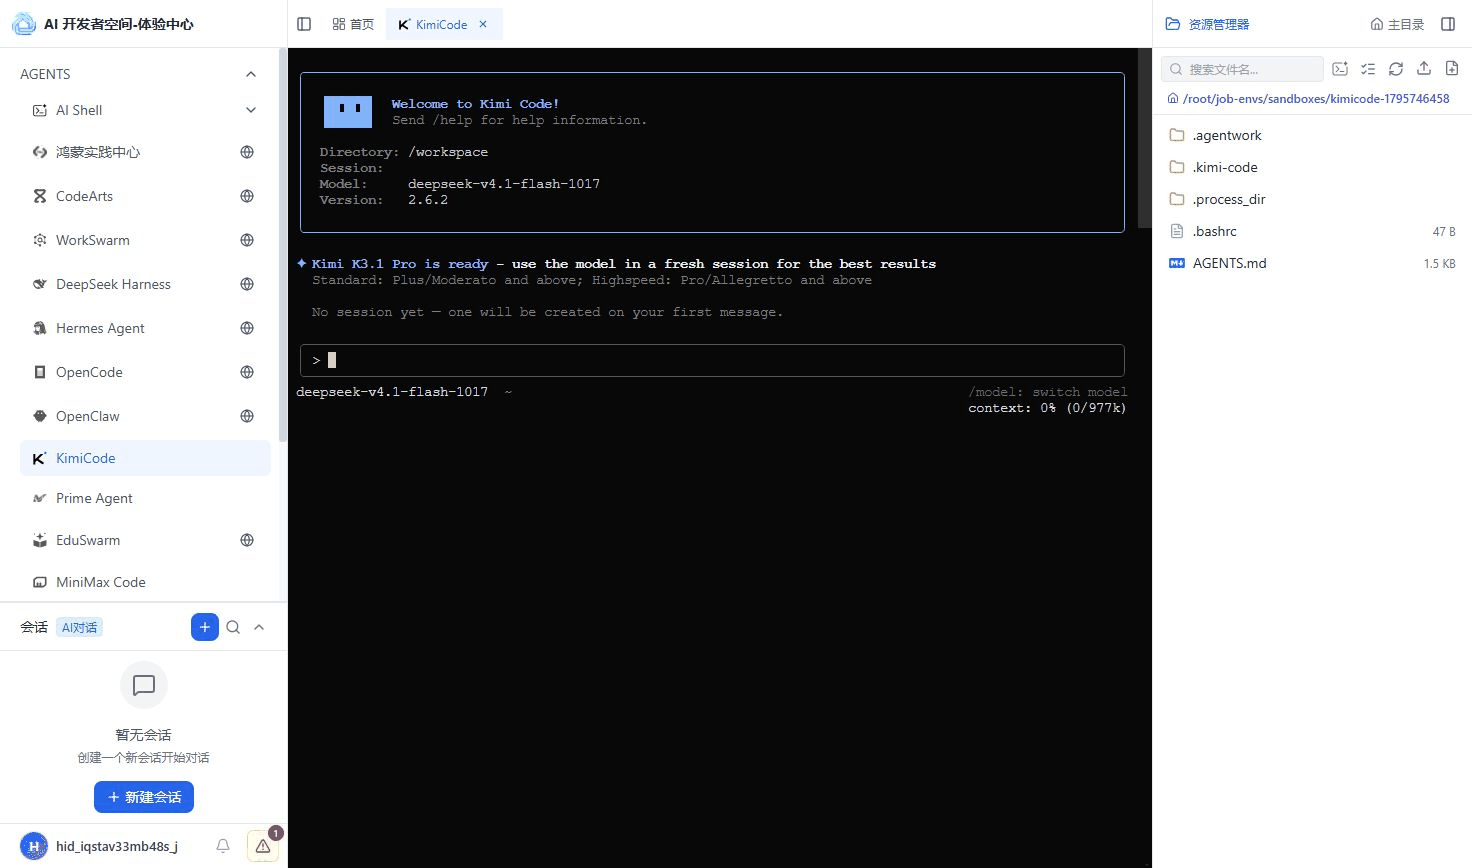 AI 开发者空间-体验中心
AGENTS
AI Shell
鸿蒙实践中心
CodeArts
WorkSwarm
DeepSeek Harness
Hermes Agent
OpenCode
OpenClaw
KimiCode
Prime Agent
EduSwarm
MiniMax Code
会话 AI对话
暂无会话
创建一个新会话开始对话
+ 新建会话
H hid_iqstav33mb48s_j 1
首页 KimiCode ×
Welcome to Kimi Code!
Send /help for help information.
Directory: /workspace
Session:
Model: deepseek-v4.1-flash-1017
Version: 2.6.2
Kimi K3.1 Pro is ready - use the model in a fresh session for the best results
Standard: Plus/Moderato and above; Highspeed: Pro/Allegretto and above
No session yet — one will be created on your first message.
>
deepseek-v4.1-flash-1017 ~ /model: switch model
context: 0% (0/977k)
资源管理器 主目录
搜索文件名...
/root/job-envs/sandboxes/kimicode-1795746458
.agentwork
.kimi-code
.process_dir
.bashrc 47 B
AGENTS.md 1.5 KB